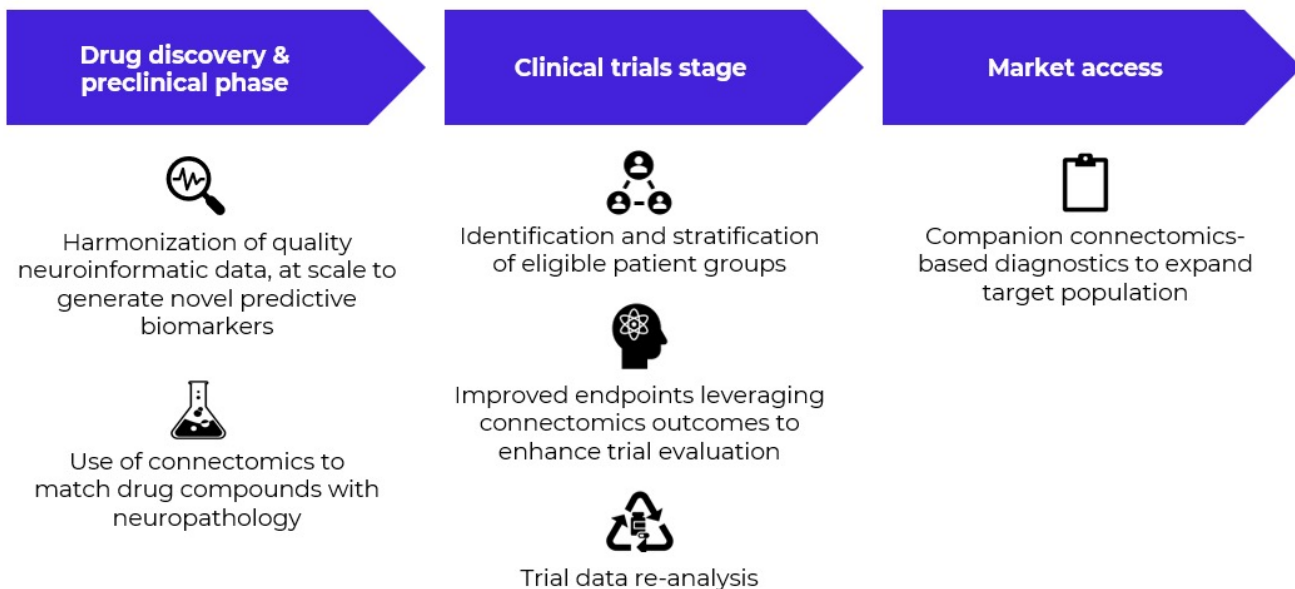 Drug discovery &
preclinical phase
Harmonization of quality
neuroinformatic data, at scale to
generate novel predictive
biomarkers
Use of connectomics to
match drug compounds with
neuropathology
Clinical trials stage
Identification and stratification
of eligible patient groups
Improved endpoints leveraging
connectomics outcomes to
enhance trial evaluation
Trial data re-analysis
Market access
Companion connectomics-
based diagnostics to expand
target population